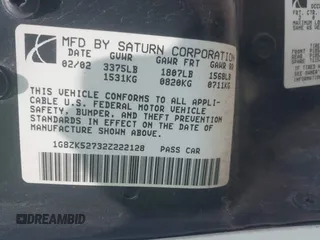 MFD BY SATURN CORPORATION
DATE GVWR GAWR FRT GAWR RR
02/02 3375LB 1807LB 1568LB
1531KG 0820KG 0711KG
THIS VEHICLE CONFORMS TO ALL APPLI-
CABLE U.S. FEDERAL MOTOR VEHICLE
SAFETY, BUMPER, AND THEFT PREVENTION
STANDARDS IN EFFECT ON THE DATE OF
MANUFACTURE SHOWN ABOVE.
1G8ZK52732Z222120 PASS CAR
DREAMBID